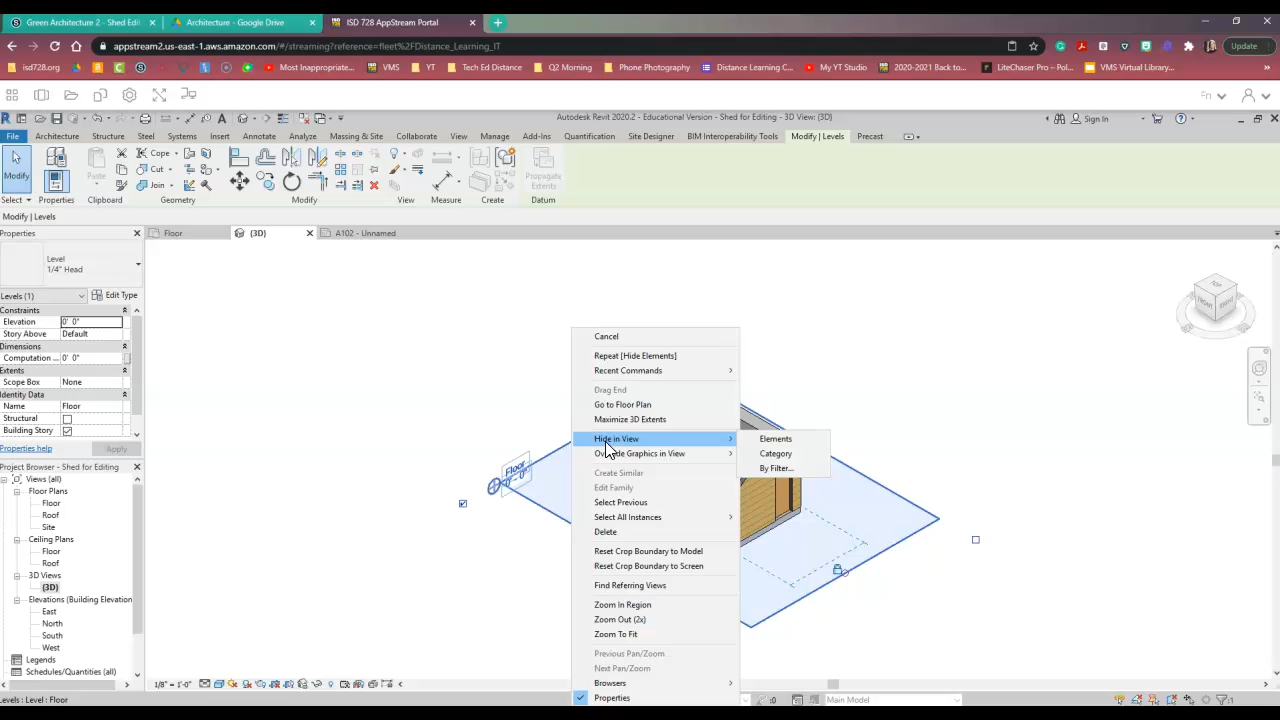 Green Architecture 2 - Shed Edi
Architecture - Google Drive
ISD 728 AppStream Portal
appstream2.us-east-1.aws.amazon.com/#/streaming?reference=fleet%2FDistance_Learning_IT
Update
isd728.org
Most Inappropriate...
VMS
YT
Tech Ed Distance
Q2 Morning
Phone Photography
Distance Learning C...
My YT Studio
2020-2021 Back to...
LiteChaser Pro – Pol...
VMS Virtual Library...
Autodesk Revit 2020.2 - Educational Version - Shed for Editing - 3D View: {3D}
Sign In
File
Architecture
Structure
Steel
Systems
Insert
Annotate
Analyze
Massing & Site
Collaborate
View
Manage
Add-Ins
Quantification
Site Designer
BIM Interoperability Tools
Modify | Levels
Precast
Modify
Paste
Cope
Cut
Join
Propagate
Extents
Select
Properties
Clipboard
Geometry
Modify
View
Measure
Create
Datum
Modify | Levels
Properties
Floor
{3D}
A102 - Unnamed
Level
1/4" Head
Levels (1)
Edit Type
Constraints
Elevation
0' 0"
Story Above
Default
Dimensions
Computation ...
0' 0"
Extents
Scope Box
None
Identity Data
Name
Floor
Structural
Building Story
Properties help
Apply
Project Browser - Shed for Editing
Views (all)
Floor Plans
Floor
Roof
Site
Ceiling Plans
Floor
Roof
3D Views
{3D}
Elevations (Building Elevation
East
North
South
West
Legends
Schedules/Quantities (all)
FRONT
Floor
0' - 0"
Cancel
Repeat [Hide Elements]
Recent Commands
Drag End
Go to Floor Plan
Maximize 3D Extents
Hide in View
Override Graphics in View
Create Similar
Edit Family
Select Previous
Select All Instances
Delete
Reset Crop Boundary to Model
Reset Crop Boundary to Screen
Find Referring Views
Zoom In Region
Zoom Out (2x)
Zoom To Fit
Previous Pan/Zoom
Next Pan/Zoom
Browsers
Properties
Elements
Category
By Filter...
1/8" = 1'-0"
Levels : Level : Floor
:0
Main Model
:1